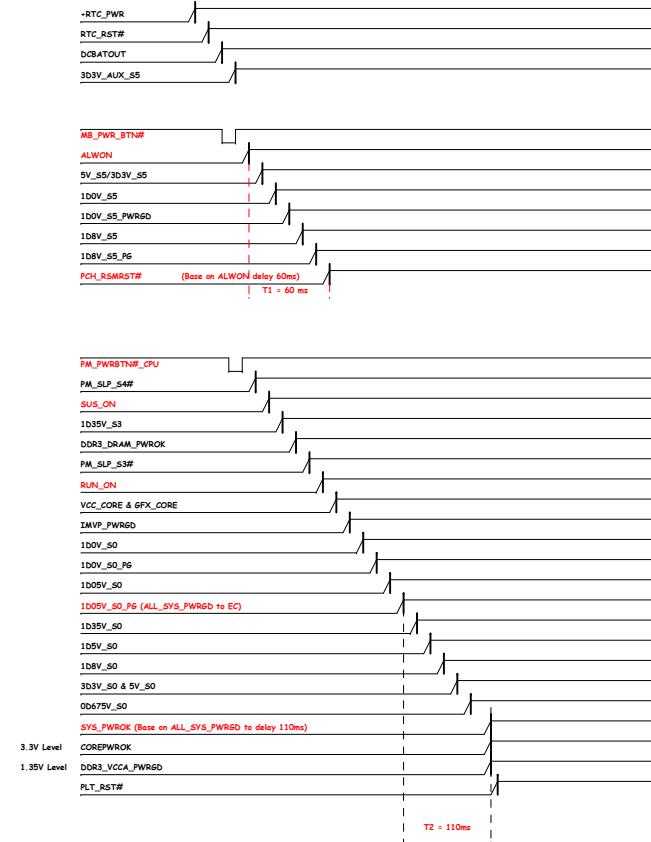 +RTC_PWR
RTC_RST#
DCBATOUT
3D3V_AUX_S5
MB_PWR_BTN#
ALWON
5V_S5/3D3V_S5
1D0V_S5
1D0V_S5_PWRGD
1D8V_S5
1D8V_S5_PG
PCH_RSMRST# (Base on ALWON delay 60ms)
T1 = 60 ms
PM_PWRBTN#_CPU
PM_SLP_S4#
SUS_ON
1D35V_S3
DDR3_DRAM_PWROK
PM_SLP_S3#
RUN_ON
VCC_CORE & GFX_CORE
IMVP_PWRGD
1D0V_S0
1D0V_S0_PG
1D05V_S0
1D05V_S0_PG (ALL_SYS_PWRGD to EC)
1D35V_S0
1D5V_S0
1D8V_S0
3D3V_S0 & 5V_S0
0D675V_S0
SYS_PWROK (Base on ALL_SYS_PWRGD to delay 110ms)
3.3V Level COREPWROK
1.35V Level DDR3_VCCA_PWRGD
PLT_RST#
T2 = 110ms